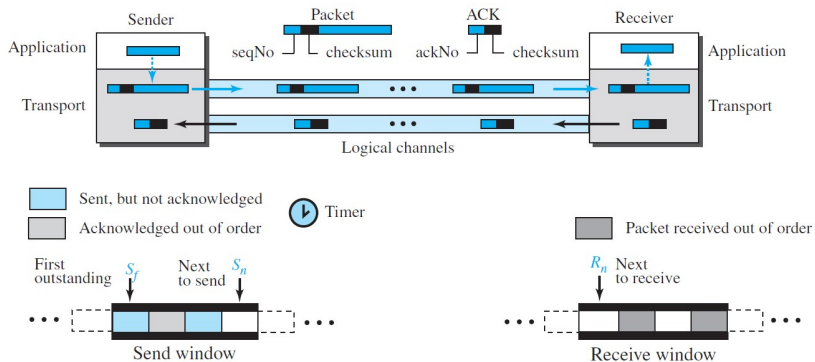 Sender
Packet
ACK
Receiver
Application
seqNo
checksum
ackNo
checksum
Application
Transport
Transport
Logical channels
Sent, but not acknowledged
Acknowledged out of order
Timer
Packet received out of order
First outstanding
Sf
Next to send
Sn
Rn
Next to receive
Send window
Receive window